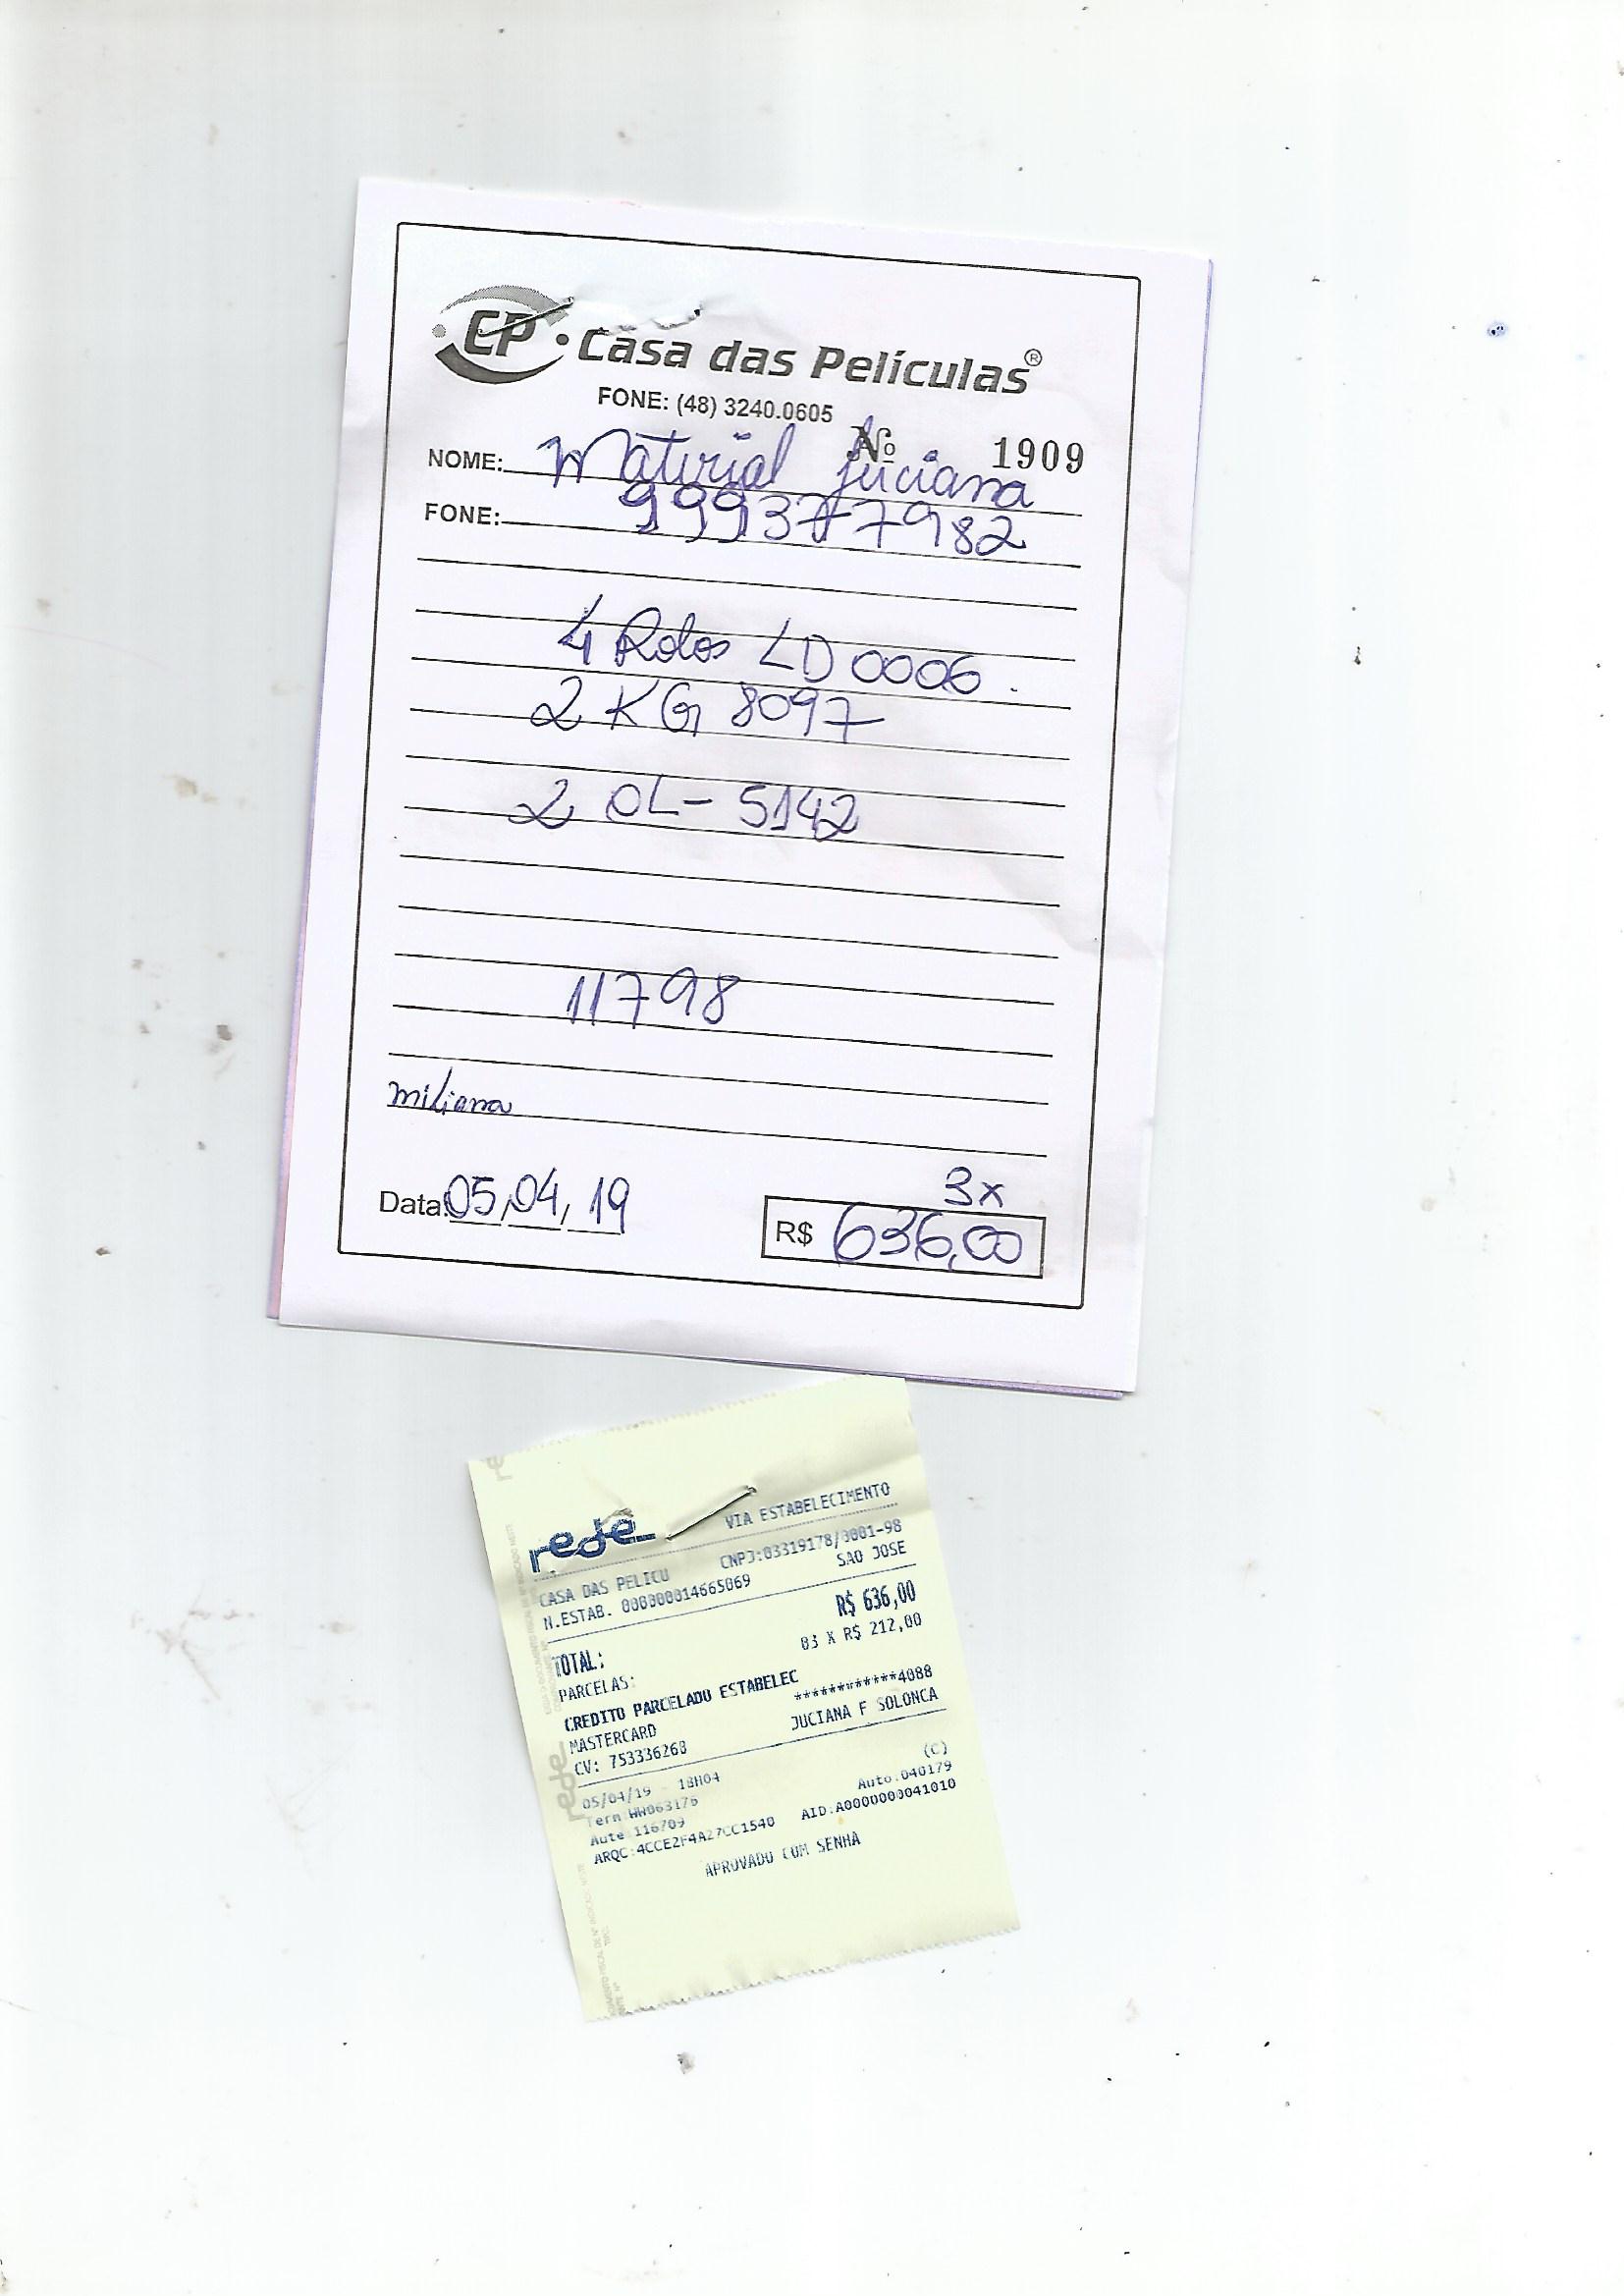 CP Casa das Películas®
FONE: (48) 3240.0605
Nº 1909
NOME: Material Juciana
FONE: 999377982
4 Rolos LD 0006.
2 KG 8097
2 OL- 5142
11798
miliana
3x
Data: 05/04/19 R$ 636,00
rede VIA ESTABELECIMENTO
CNPJ:03319178/0001-98
CASA DAS PELICU SAO JOSE
N.ESTAB. 000000014665069
TOTAL: R$ 636,00
PARCELAS: 03 X R$ 212,00
CREDITO PARCELADO ESTABELEC
MASTERCARD ************4088
CV: 753336268 JUCIANA F SOLONCA
05/04/19 - 18H04 (C)
Term WW063176 Auto.040179
Aute 116709 AID.A0000000041010
ARQC:4CCE2F4A27CC1540
APROVADO COM SENHA